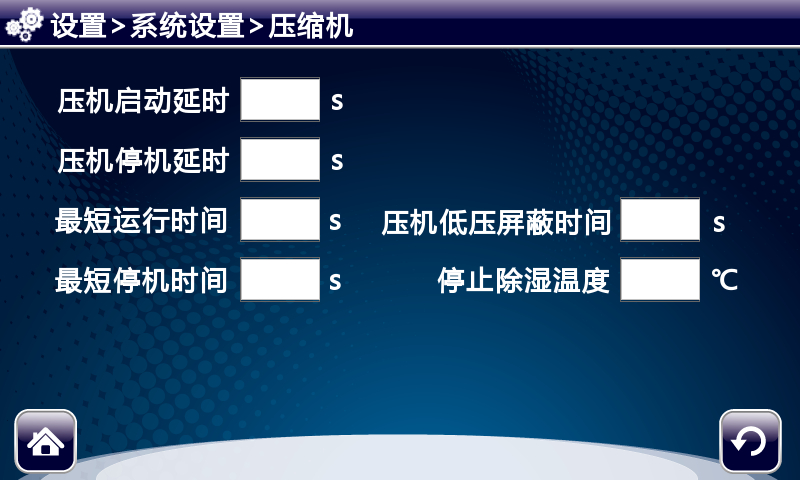 设置>系统设置>压缩机
压机启动延时 s
压机停机延时 s
最短运行时间 s 压机低压屏蔽时间 s
最短停机时间 s 停止除湿温度 ℃